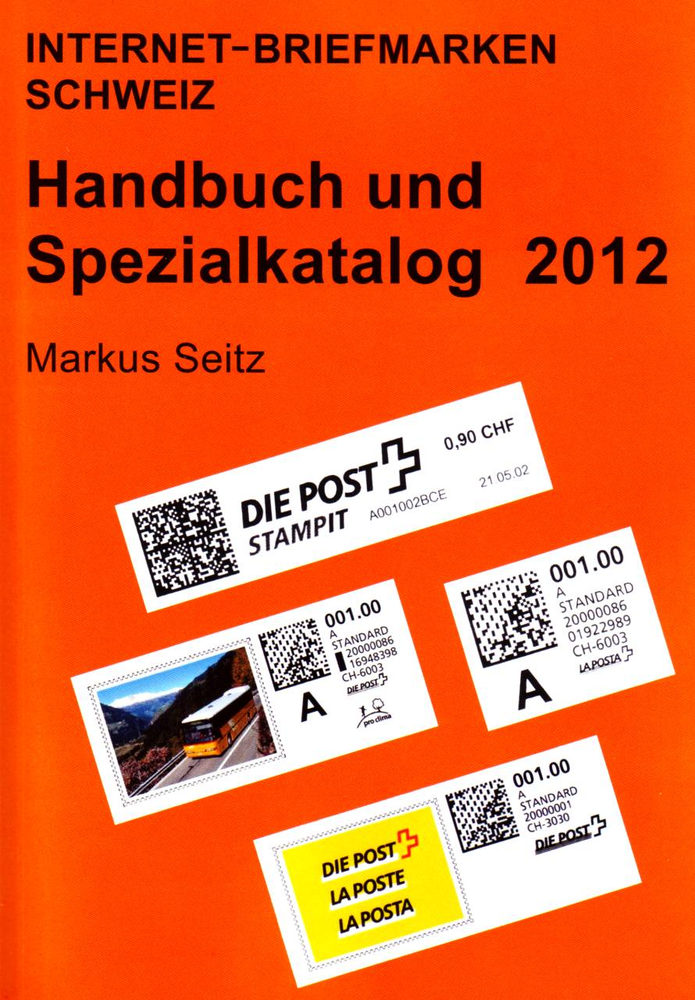 INTERNET-BRIEFMARKEN
SCHWEIZ
Handbuch und
Spezialkatalog 2012
Markus Seitz
DIE POST
STAMPIT
0,90 CHF
A001002BCE
21.05.02
001.00
A
STANDARD
20000086
01922989
CH-6003
LA POSTA
A
001.00
A
STANDARD
20000086
16948398
CH-6003
DIE POST
A
pro clima
001.00
A
STANDARD
20000001
CH-3030
DIE POST
DIE POST
LA POSTE
LA POSTA